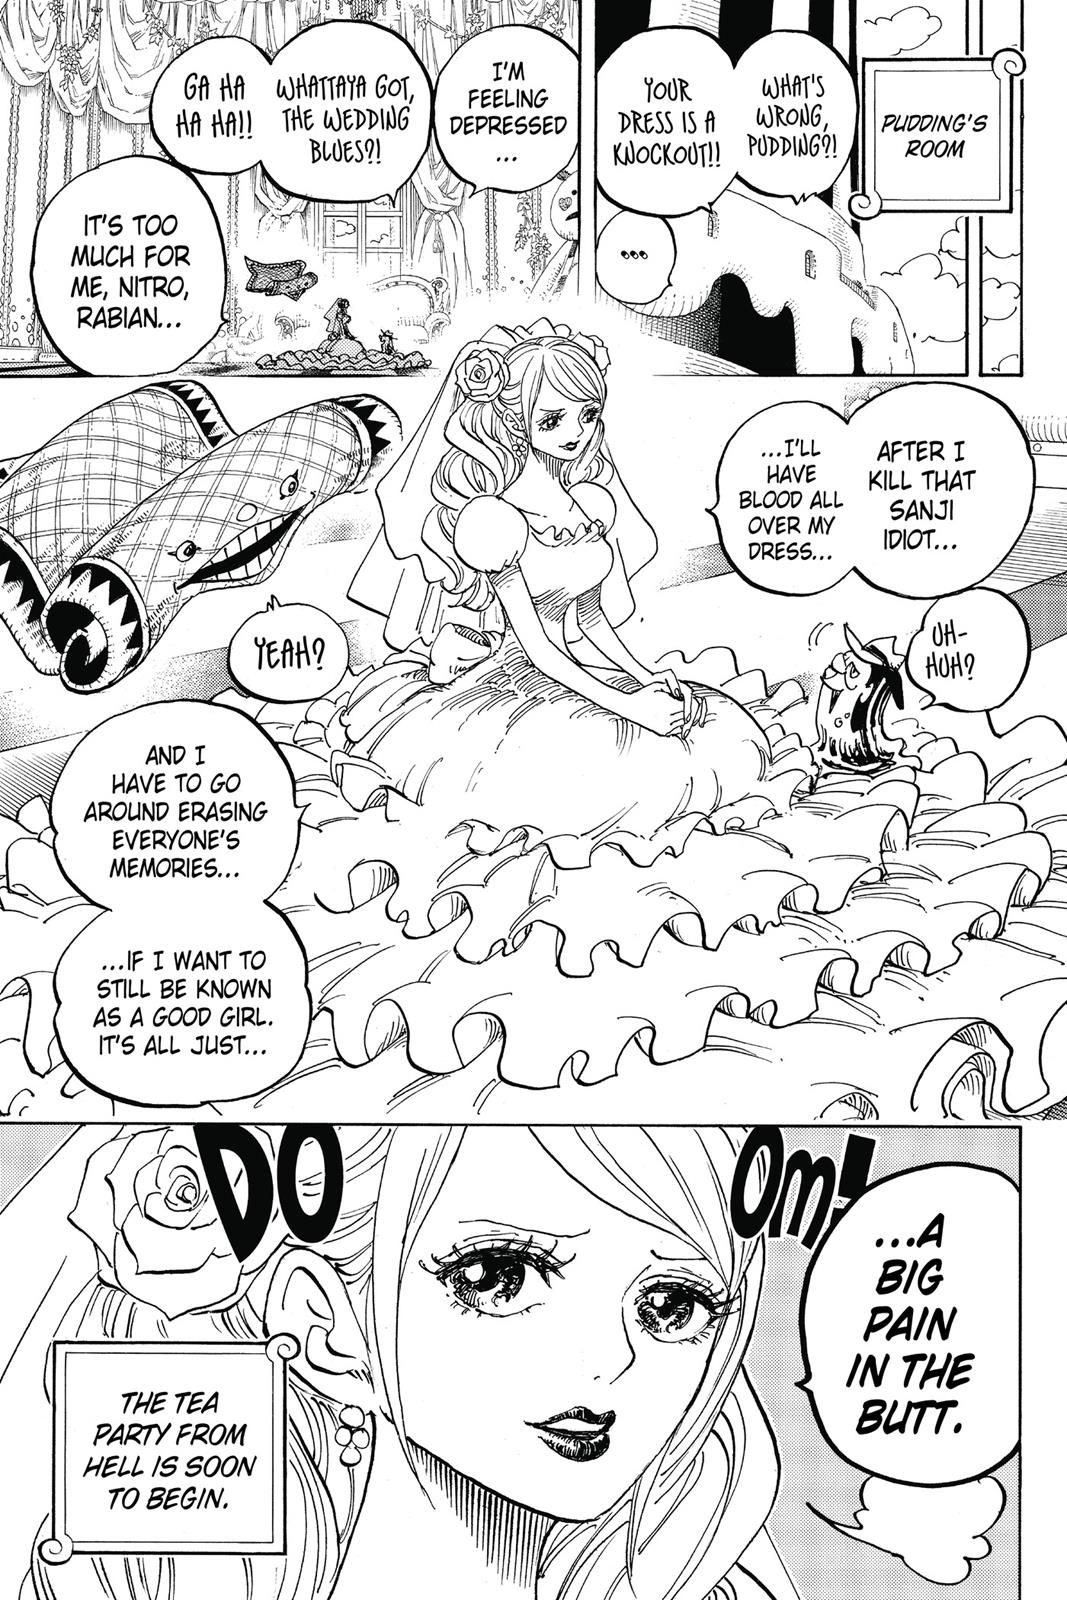 PUDDING'S
ROOM
WHAT'S
WRONG,
PUDDING?!
YOUR
DRESS IS A
KNOCKOUT!!
...
I'M
FEELING
DEPRESSED
...
WHATTAYA GOT,
THE WEDDING
BLUES?!
GA HA
HA HA!!
IT'S TOO
MUCH FOR
ME, NITRO,
RABIAN...
AFTER I
KILL THAT
SANJI
IDIOT...
...I'LL
HAVE
BLOOD ALL
OVER MY
DRESS...
UH-
HUH?
YEAH?
AND I
HAVE TO GO
AROUND ERASING
EVERYONE'S
MEMORIES...
...IF I WANT TO
STILL BE KNOWN
AS A GOOD GIRL.
IT'S ALL JUST...
DOOM!
...A
BIG
PAIN
IN THE
BUTT.
THE TEA
PARTY FROM
HELL IS SOON
TO BEGIN.